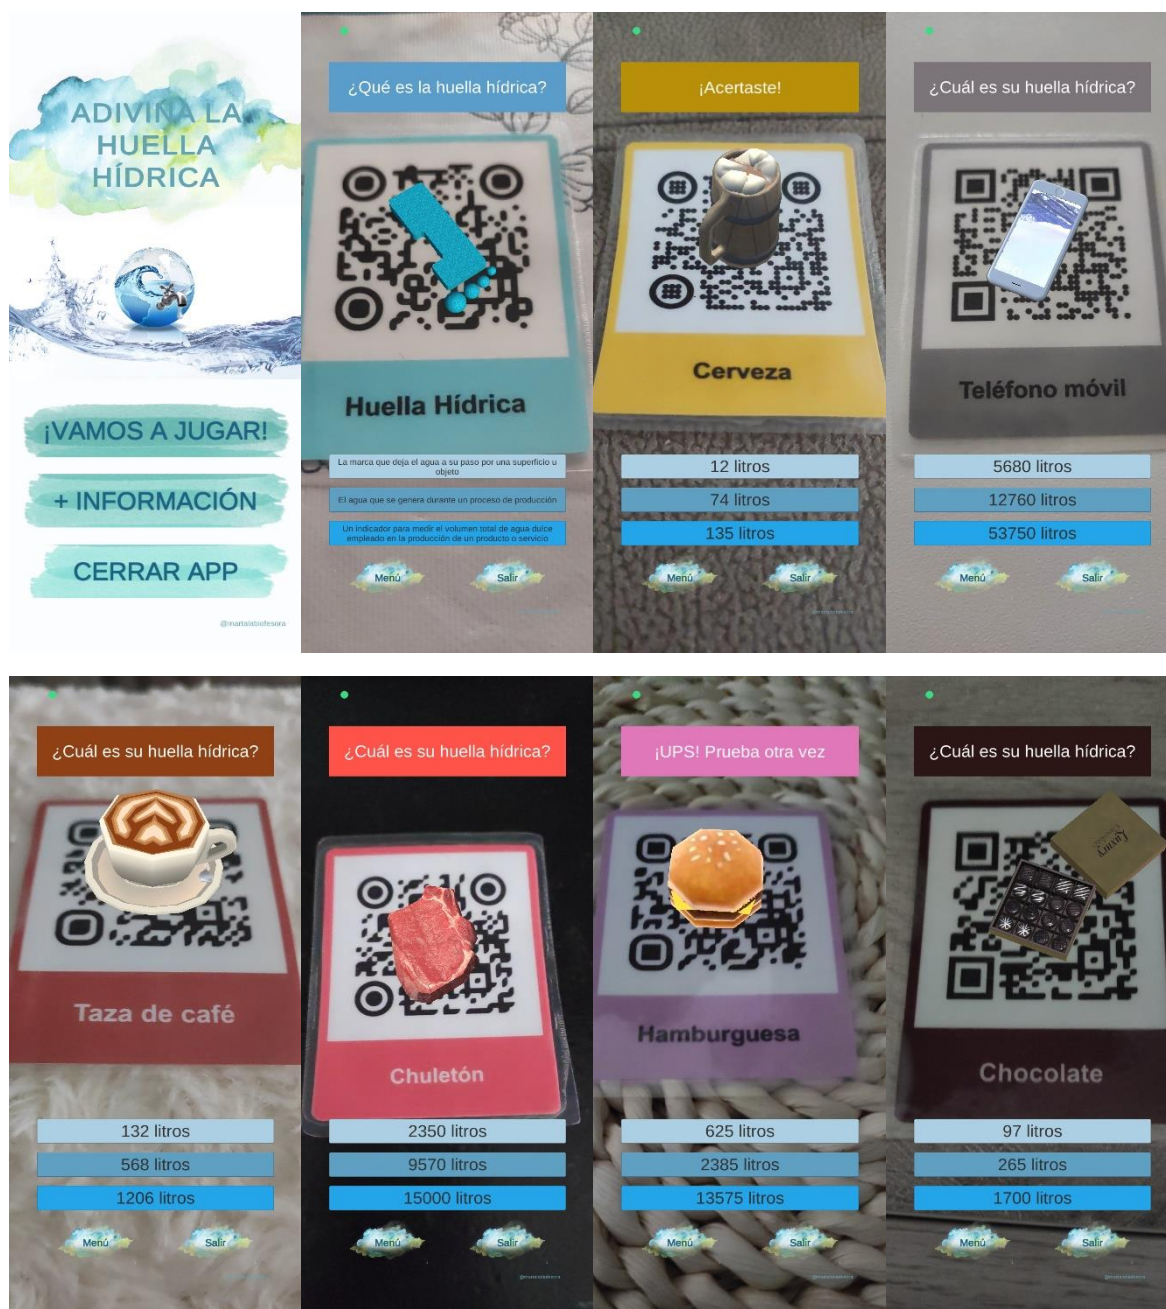 ADIVINA LA
HUELLA
HÍDRICA
¡VAMOS A JUGAR!
+ INFORMACIÓN
CERRAR APP
@martalatrofesora
¿Qué es la huella hídrica?
Huella Hídrica
La marca que deja el agua a su paso por una superficie u
objeto
El agua que se genera durante un proceso de producción
Un indicador para medir el volumen total de agua dulce
empleado en la producción de un producto o servicio
Menú
Salir
¡Acertaste!
Cerveza
12 litros
74 litros
135 litros
Menú
Salir
¿Cuál es su huella hídrica?
Teléfono móvil
5680 litros
12760 litros
53750 litros
Menú
Salir
¿Cuál es su huella hídrica?
Taza de café
132 litros
568 litros
1206 litros
Menú
Salir
¿Cuál es su huella hídrica?
Chuletón
2350 litros
9570 litros
15000 litros
Menú
Salir
¡UPS! Prueba otra vez
Hamburguesa
625 litros
2385 litros
13575 litros
Menú
Salir
¿Cuál es su huella hídrica?
Luxury
Chocolate
97 litros
265 litros
1700 litros
Menú
Salir